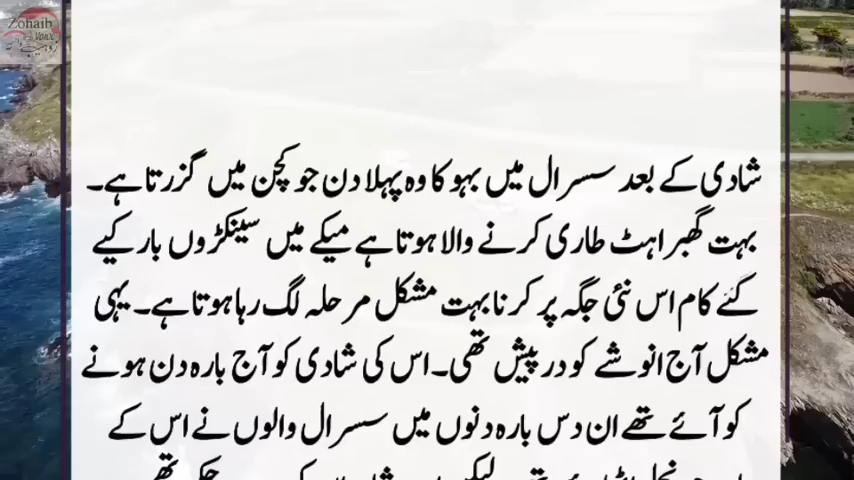 Zohaib
Voice
شادی کے بعد سسرال میں بہو کا وہ پہلا دن جو کچن میں گزرتا ہے۔
بہت گھبراہٹ طاری کرنے والا ہوتا ہے میکے میں سینکڑوں بار کیے
گئے کام اس نئی جگہ پر کرنا بہت مشکل مرحلہ لگ رہا ہوتا ہے۔ یہی
مشکل آج انوشے کو درپیش تھی۔ اس کی شادی کو آج بارہ دن ہونے
کو آئے تھے ان دس بارہ دنوں میں سسرال والوں نے اس کے